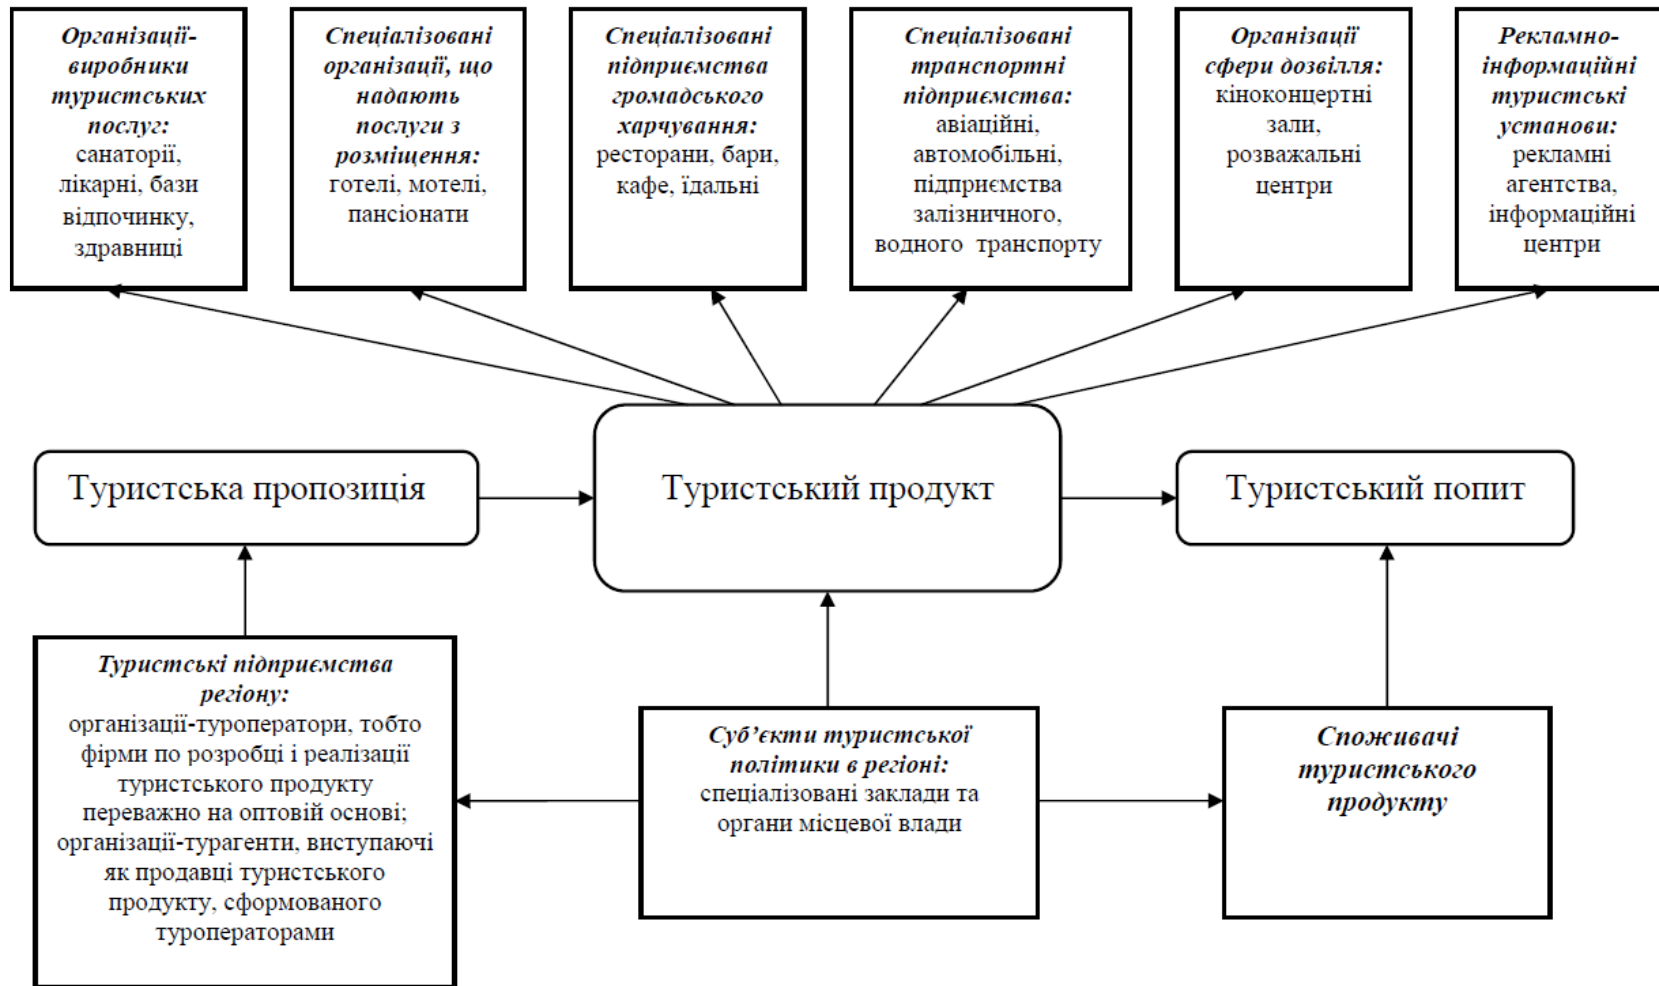 Організації-
виробники
туристських
послуг:
санаторії,
лікарні, бази
відпочинку,
здравниці
Спеціалізовані
організації, що
надають
послуги з
розміщення:
готелі, мотелі,
пансіонати
Спеціалізовані
підприємства
громадського
харчування:
ресторани, бари,
кафе, їдальні
Спеціалізовані
транспортні
підприємства:
авіаційні,
автомобільні,
підприємства
залізничного,
водного транспорту
Організації
сфери дозвілля:
кіноконцертні
зали,
розважальні
центри
Рекламно-
інформаційні
туристські
установи:
рекламні
агентства,
інформаційні
центри
Туристська пропозиція
Туристський продукт
Туристський попит
Туристські підприємства
регіону:
організації-туроператори, тобто
фірми по розробці і реалізації
туристського продукту
переважно на оптовій основі;
організації-турагенти, виступаючі
як продавці туристського
продукту, сформованого
туроператорами
Суб’єкти туристської
політики в регіоні:
спеціалізовані заклади та
органи місцевої влади
Споживачі
туристського
продукту